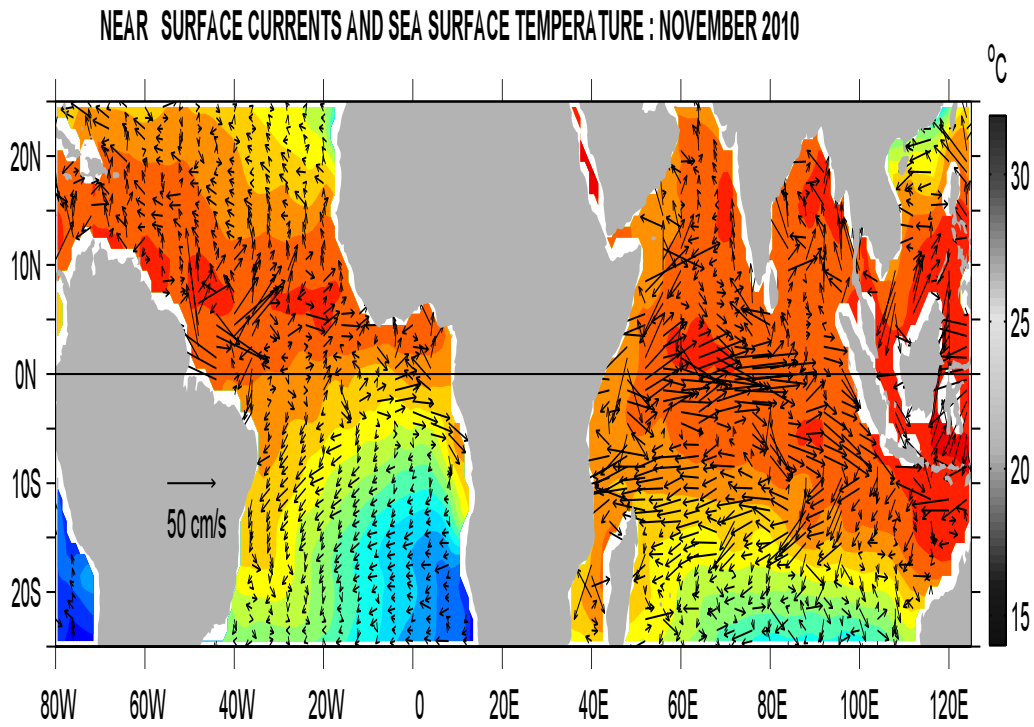 NEAR SURFACE CURRENTS AND SEA SURFACE TEMPERATURE : NOVEMBER 2010
°C
20N
10N
0N
10S
20S
50 cm/s
30
25
20
15
80W 60W 40W 20W 0 20E 40E 60E 80E 100E 120E